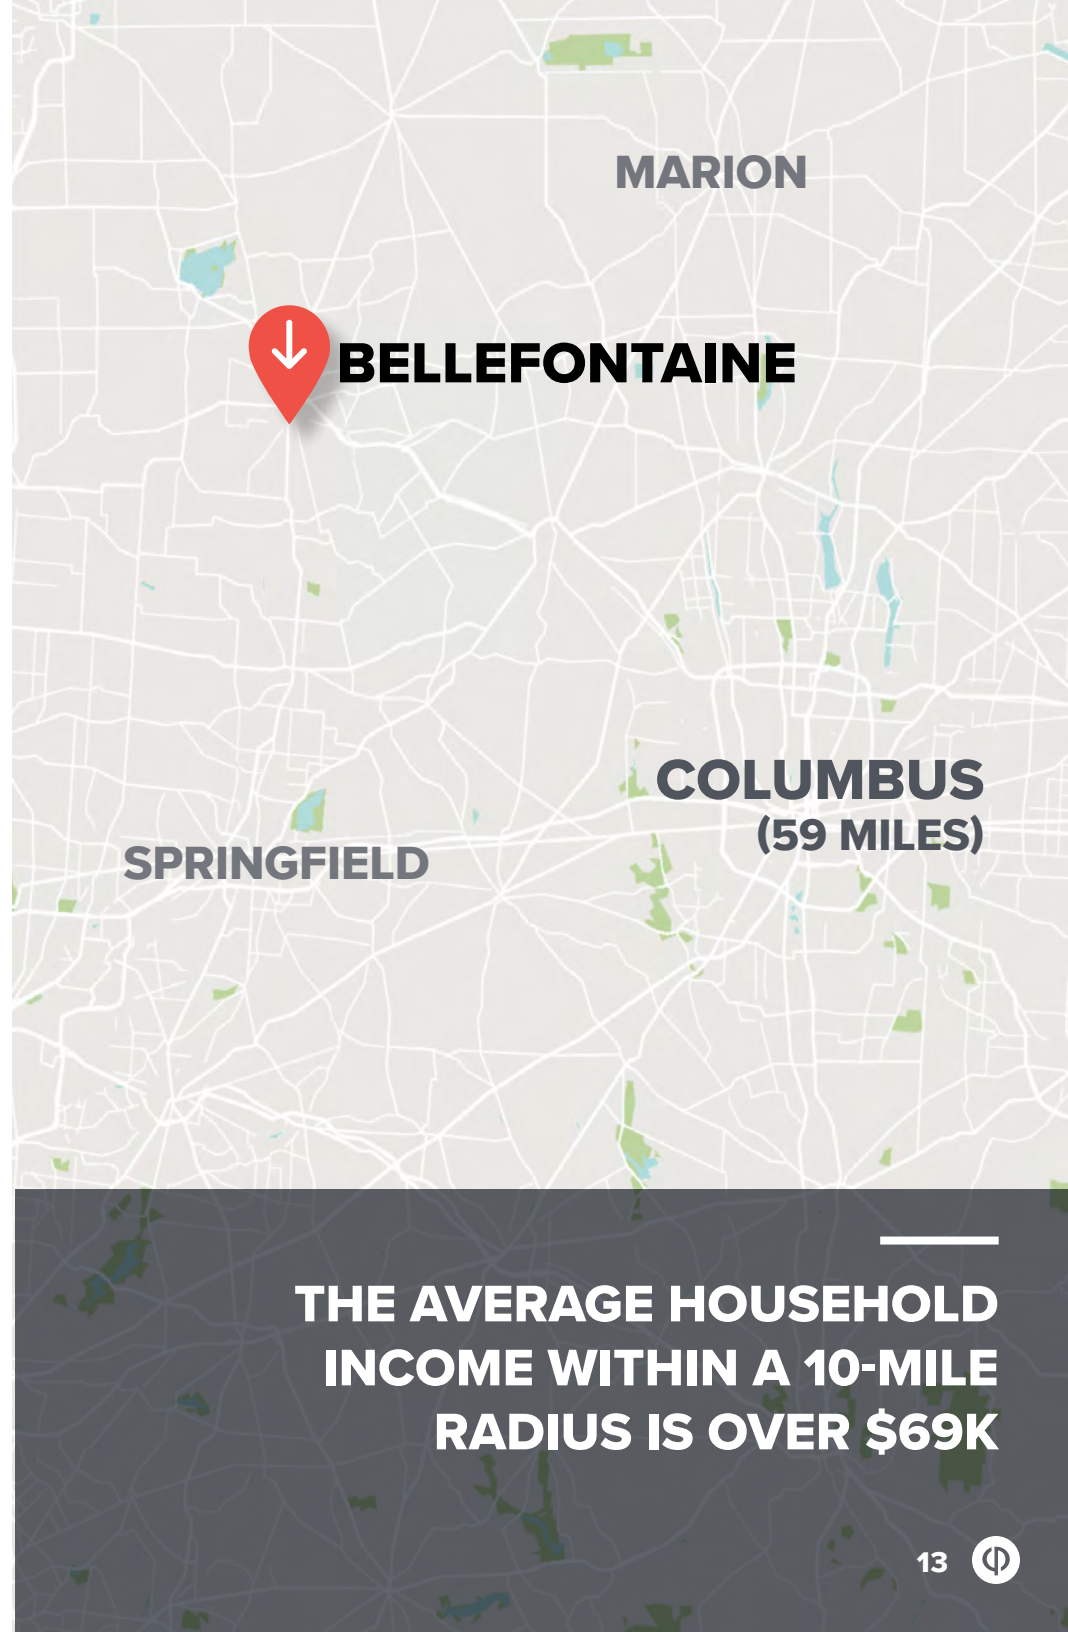 MARION
BELLEFONTAINE
COLUMBUS
(59 MILES)
SPRINGFIELD
THE AVERAGE HOUSEHOLD
INCOME WITHIN A 10-MILE
RADIUS IS OVER $69K
13